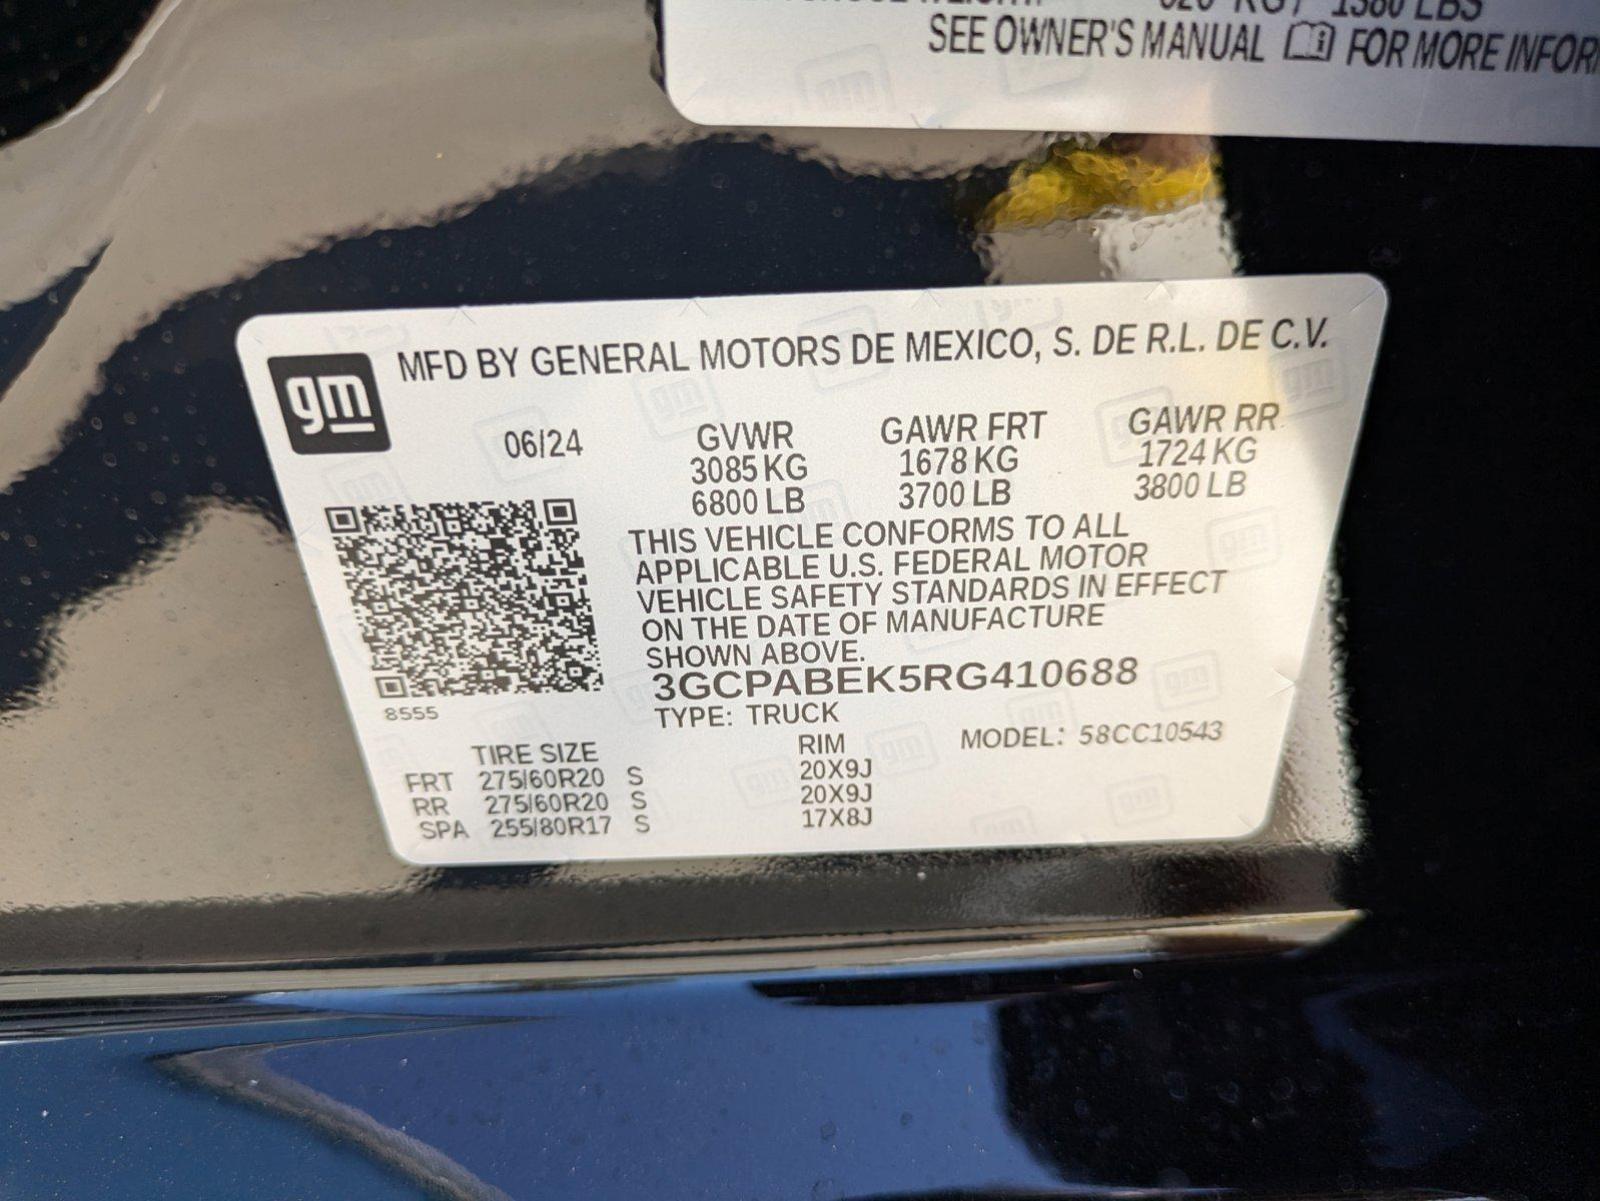 1380 LBS
SEE OWNER'S MANUAL FOR MORE
gm
MFD BY GENERAL MOTORS DE MEXICO, S. DE R.L. DE C.V.
06/24 GVWR GAWR FRT GAWR RR
3085 KG 1678 KG 1724 KG
6800 LB 3700 LB 3800 LB
THIS VEHICLE CONFORMS TO ALL
APPLICABLE U.S. FEDERAL MOTOR
VEHICLE SAFETY STANDARDS IN EFFECT
ON THE DATE OF MANUFACTURE
SHOWN ABOVE.
3GCPABEK5RG410688
8555
TYPE: TRUCK
MODEL: 58CC10543
TIRE SIZE RIM
FRT 275/60R20 S 20X9J
RR 275/60R20 S 20X9J
SPA 255/80R17 S 17X8J